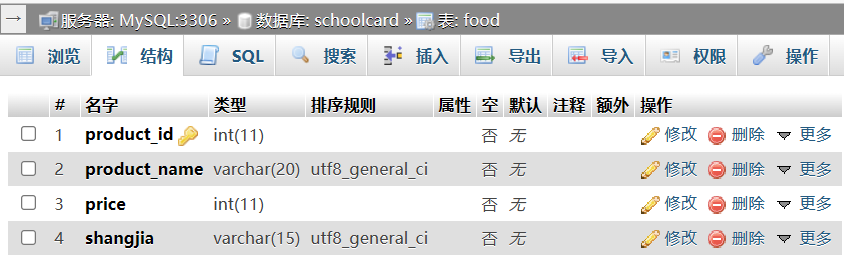 服务器: MySQL:3306 » 数据库: schoolcard » 表: food
浏览 结构 SQL 搜索 插入 导出 导入 权限 操作
# 名字 类型 排序规则 属性 空 默认 注释 额外 操作
1 product_id int(11) 否 无 修改 删除 更多
2 product_name varchar(20) utf8_general_ci 否 无 修改 删除 更多
3 price int(11) 否 无 修改 删除 更多
4 shangjia varchar(15) utf8_general_ci 否 无 修改 删除 更多